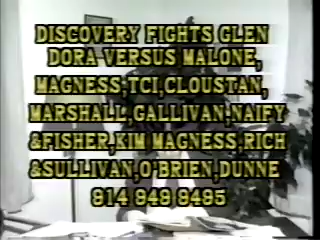 DISCOVERY FIGHTS GLEN
DORA VERSUS MALONE,
MAGNESS;TCI,CLOUSTAN,
MARSHALL,GALLIVAN,NAIFY
&FISHER,KIM MAGNESS,RICH
&SULLIVAN,O'BRIEN,DUNNE
914 949 9495